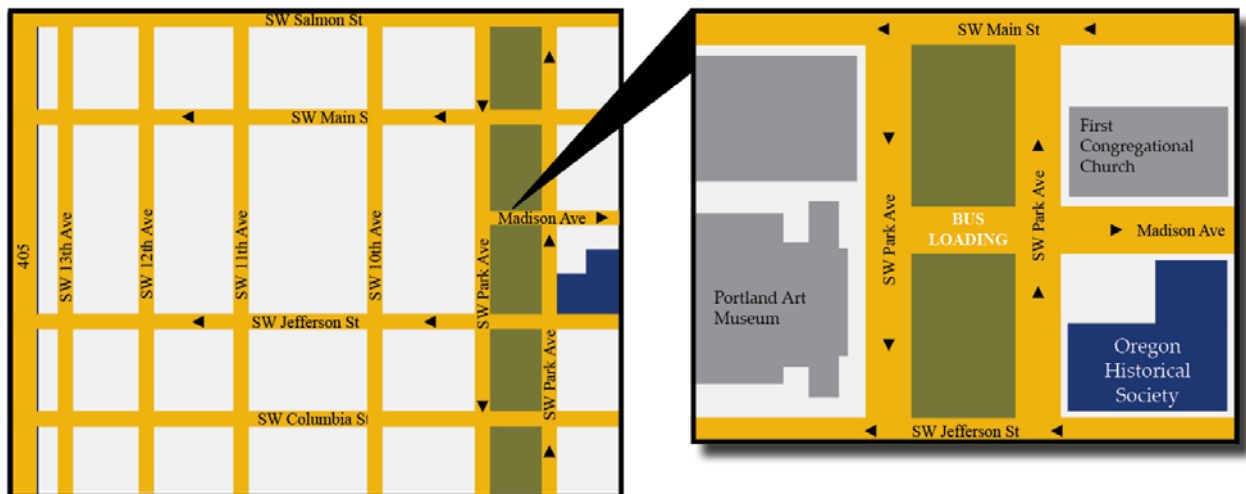 SW Salmon St
SW Main S
405
SW 13th Ave
SW 12th Ave
SW 11th Ave
SW 10th Ave
SW Park Ave
Madison Ave
SW Jefferson St
SW Park Ave
SW Columbia St
SW Main St
First
Congregational
Church
SW Park Ave
BUS
LOADING
SW Park Ave
Madison Ave
Portland Art
Museum
Oregon
Historical
Society
SW Jefferson St